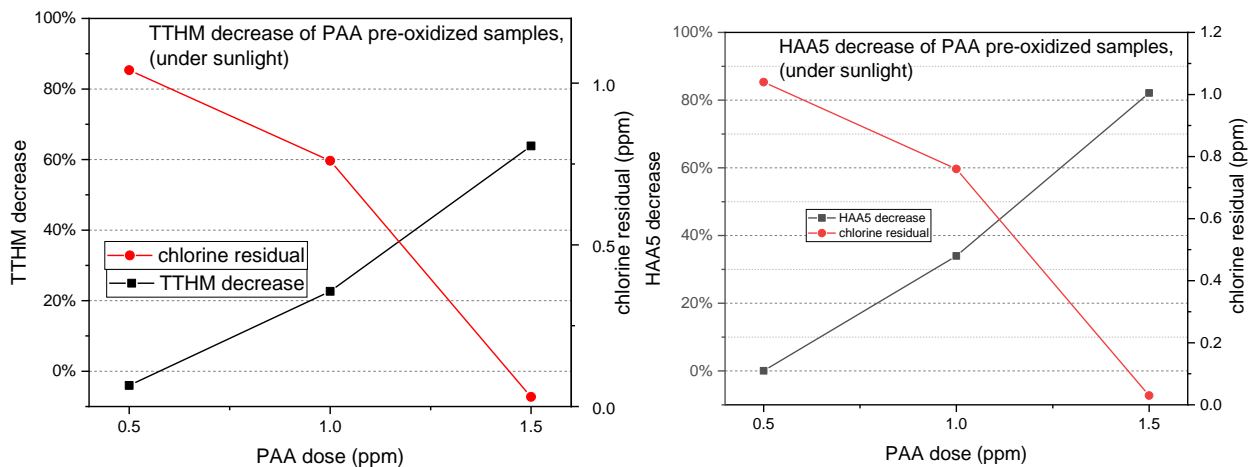 TTHM decrease of PAA pre-oxidized samples,
(under sunlight)
100%
80%
60%
40%
20%
0%
TTHM decrease
chlorine residual
TTHM decrease
1.0
0.5
0.0
chlorine residual (ppm)
0.5 1.0 1.5
PAA dose (ppm)
HAA5 decrease of PAA pre-oxidized samples,
(under sunlight)
100%
80%
60%
40%
20%
0%
HAA5 decrease
HAA5 decrease
chlorine residual
1.2
1.0
0.8
0.6
0.4
0.2
0.0
chlorine residual (ppm)
0.5 1.0 1.5
PAA dose (ppm)